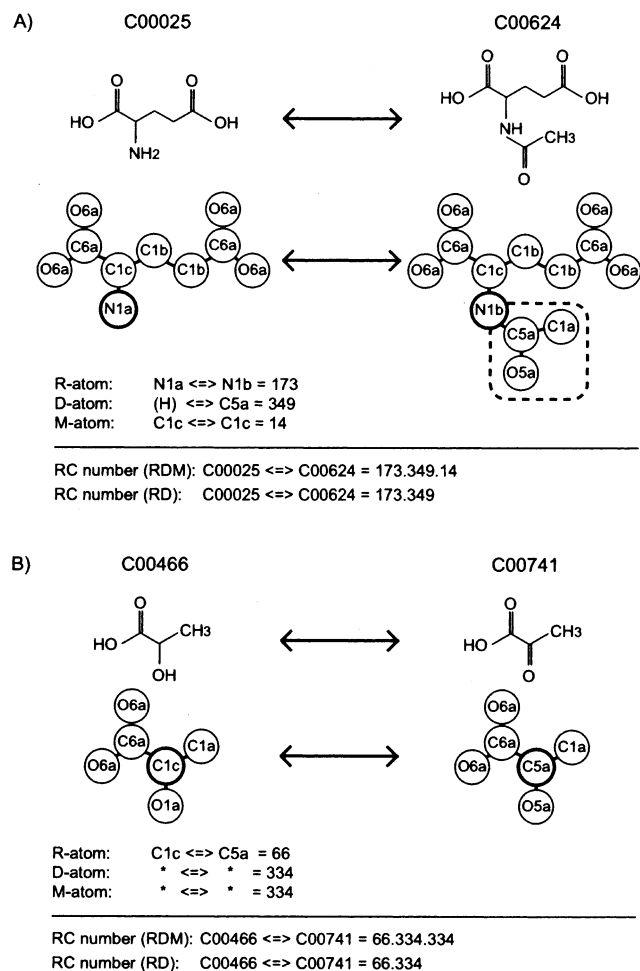 A)
C00025 C00624
O O O O
HO OH HO OH
NH2 NH CH3
O
O6a O6a O6a O6a
C6a C1b C6a C6a C1b C6a
O6a C1c C1b O6a O6a C1c C1b O6a
N1a N1b C1a
C5a
O5a
R-atom: N1a <=> N1b = 173
D-atom: (H) <=> C5a = 349
M-atom: C1c <=> C1c = 14
RC number (RDM): C00025 <=> C00624 = 173.349.14
RC number (RD): C00025 <=> C00624 = 173.349
B)
C00466 C00741
O O
CH3 CH3
HO HO
OH O
O6a O6a
C6a C1a C6a C1a
O6a C1c O6a C5a
O1a O5a
R-atom: C1c <=> C5a = 66
D-atom: * <=> * = 334
M-atom: * <=> * = 334
RC number (RDM): C00466 <=> C00741 = 66.334.334
RC number (RD): C00466 <=> C00741 = 66.334